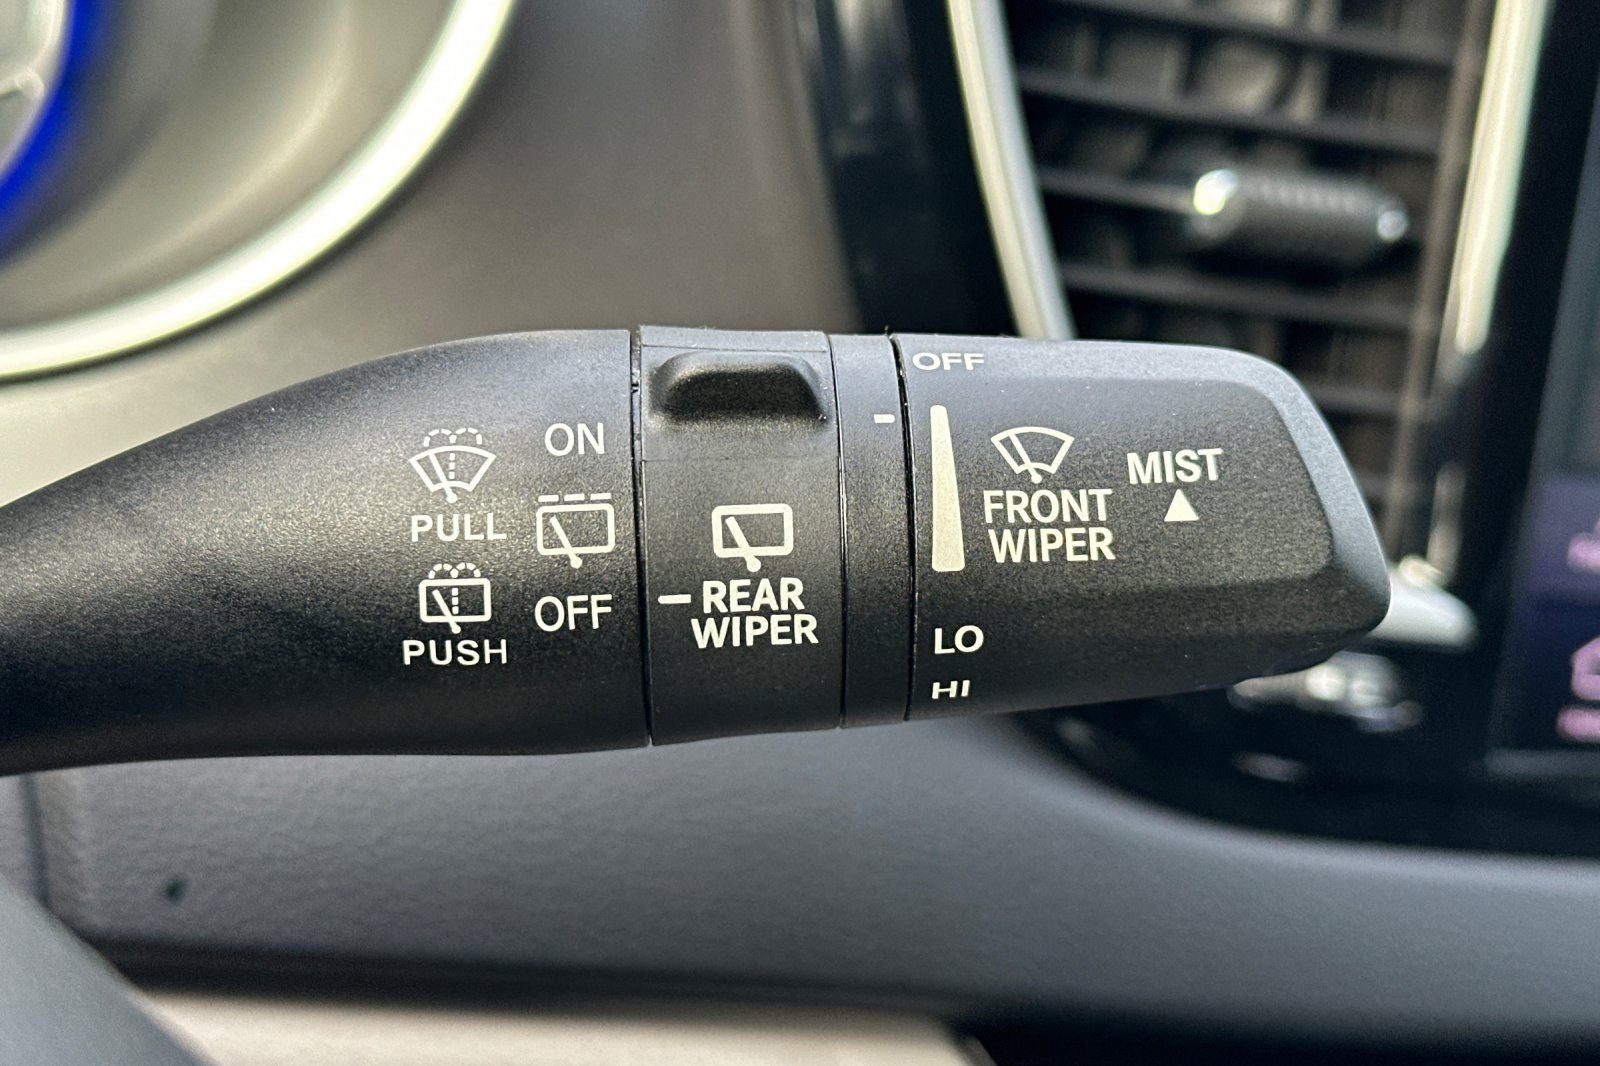 ON
PULL
OFF
PUSH
REAR
WIPER
OFF
FRONT
WIPER
MIST
LO
HI